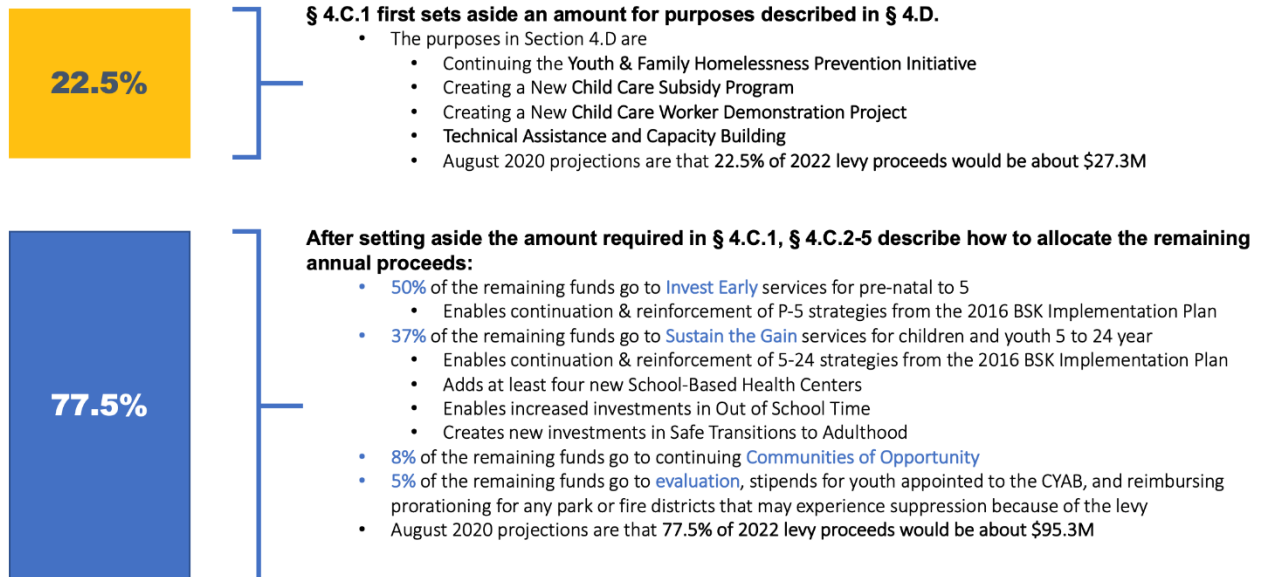 § 4.C.1 first sets aside an amount for purposes described in § 4.D.
• The purposes in Section 4.D are
• Continuing the Youth & Family Homelessness Prevention Initiative
22.5%
• Creating a New Child Care Subsidy Program
• Creating a New Child Care Worker Demonstration Project
• Technical Assistance and Capacity Building
• August 2020 projections are that 22.5% of 2022 levy proceeds would be about $27.3M
After setting aside the amount required in § 4.C.1, § 4.C.2-5 describe how to allocate the remaining
annual proceeds:
• 50% of the remaining funds go to Invest Early services for pre-natal to 5
• Enables continuation & reinforcement of P-5 strategies from the 2016 BSK Implementation Plan
• 37% of the remaining funds go to Sustain the Gain services for children and youth 5 to 24 year
• Enables continuation & reinforcement of 5-24 strategies from the 2016 BSK Implementation Plan
• Adds at least four new School-Based Health Centers
77.5%
• Enables increased investments in Out of School Time
• Creates new investments in Safe Transitions to Adulthood
• 8% of the remaining funds go to continuing Communities of Opportunity
• 5% of the remaining funds go to evaluation, stipends for youth appointed to the CYAB, and reimbursing
prorationing for any park or fire districts that may experience suppression because of the levy
• August 2020 projections are that 77.5% of 2022 levy proceeds would be about $95.3M